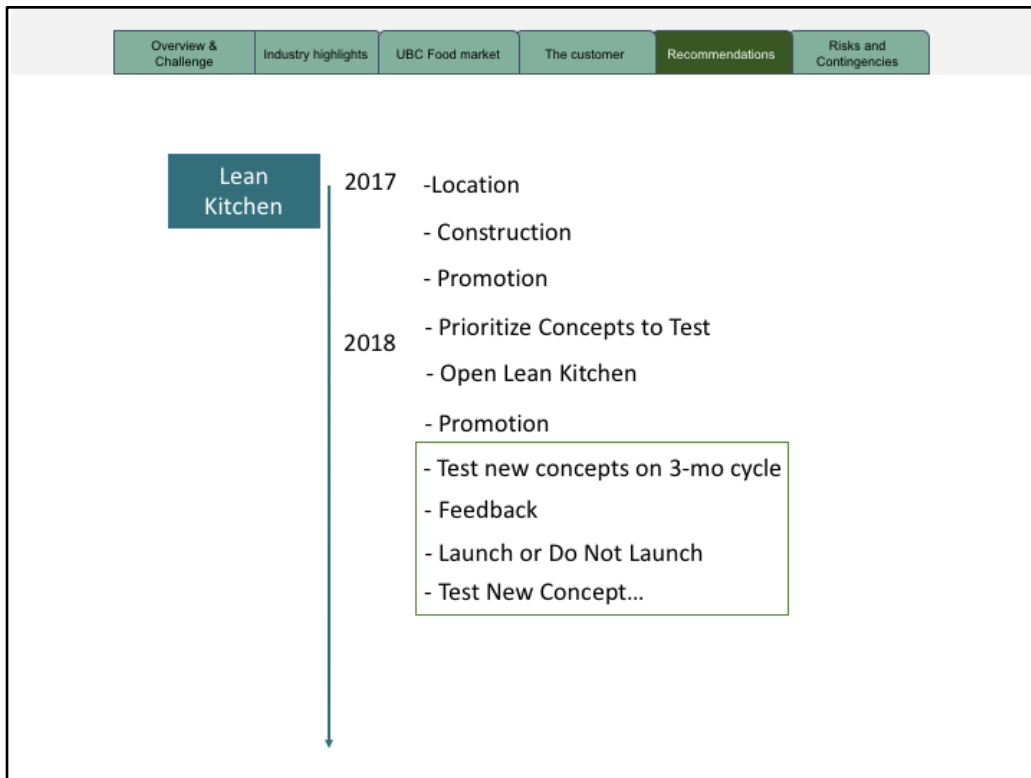 Overview &
Challenge
Industry highlights
UBC Food market
The customer
Recommendations
Risks and
Contingencies
Lean
Kitchen
2017
-Location
- Construction
- Promotion
- Prioritize Concepts to Test
2018
- Open Lean Kitchen
- Promotion
- Test new concepts on 3-mo cycle
- Feedback
- Launch or Do Not Launch
- Test New Concept...